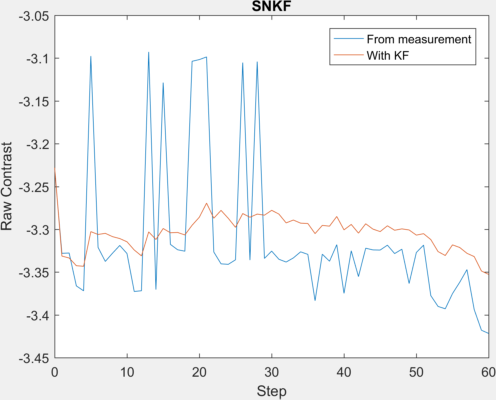 SNKF
-3.05
-3.1
-3.15
-3.2
-3.25
-3.3
-3.35
-3.4
-3.45
Raw Contrast
From measurement
With KF
0 10 20 30 40 50 60
Step